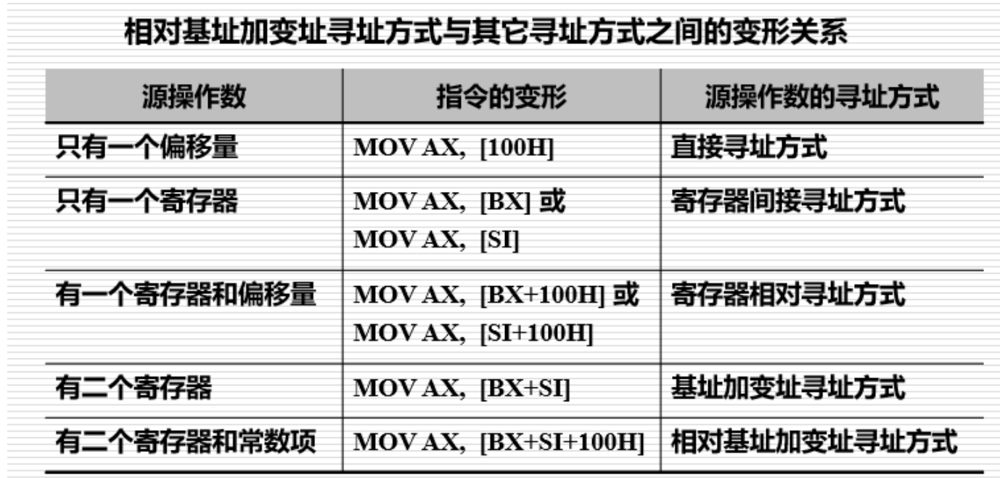 相对基址加变址寻址方式与其它寻址方式之间的变形关系
源操作数 指令的变形 源操作数的寻址方式
只有一个偏移量 MOV AX, [100H] 直接寻址方式
只有一个寄存器 MOV AX, [BX] 或 寄存器间接寻址方式
MOV AX, [SI]
有一个寄存器和偏移量 MOV AX, [BX+100H] 或 寄存器相对寻址方式
MOV AX, [SI+100H]
有二个寄存器 MOV AX, [BX+SI] 基址加变址寻址方式
有二个寄存器和常数项 MOV AX, [BX+SI+100H] 相对基址加变址寻址方式